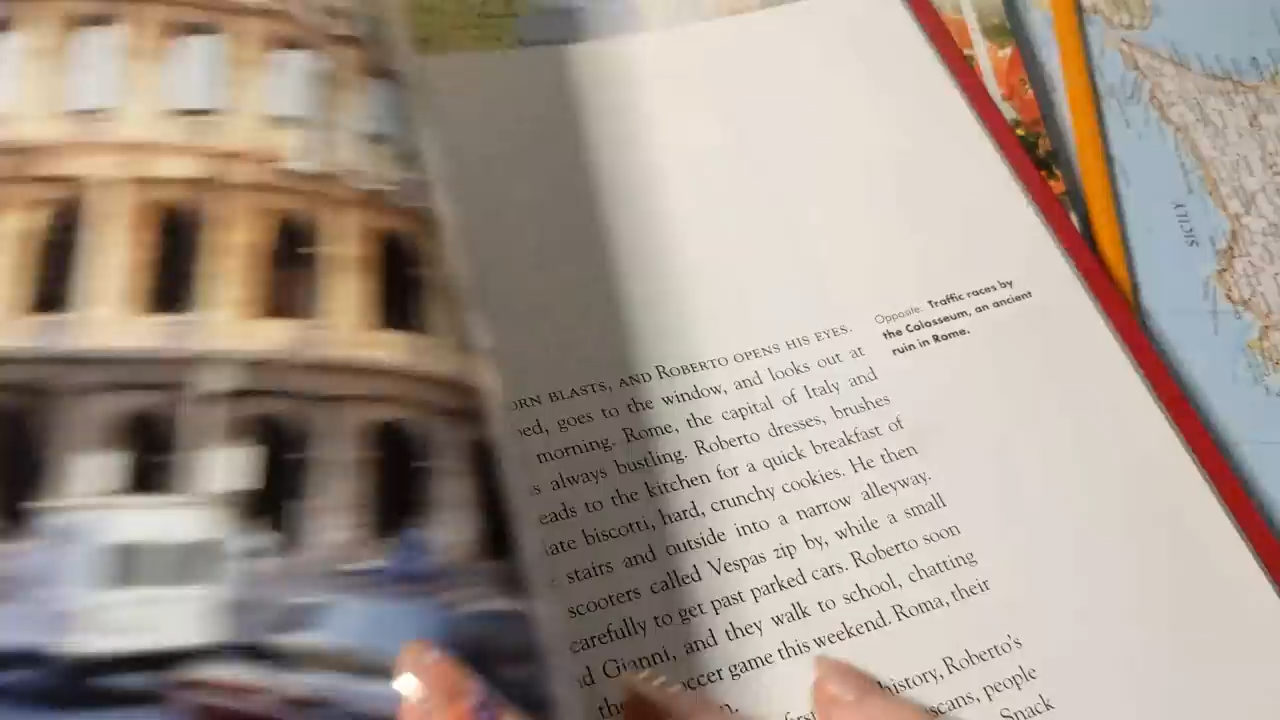 Opposite: Traffic races by
the Colosseum, an ancient
ruin in Rome.
ORN BLASTS, AND ROBERTO OPENS HIS EYES.
ed, goes to the window, and looks out at
morning. Rome, the capital of Italy and
s always bustling. Roberto dresses, brushes
eads to the kitchen for a quick breakfast of
late biscotti, hard, crunchy cookies. He then
stairs and outside into a narrow alleyway.
scooters called Vespas zip by, while a small
carefully to get past parked cars. Roberto soon
d Gianni, and they walk to school, chatting
occer game this weekend. Roma, their
history, Roberto's
scans, people
Snack
SICILY